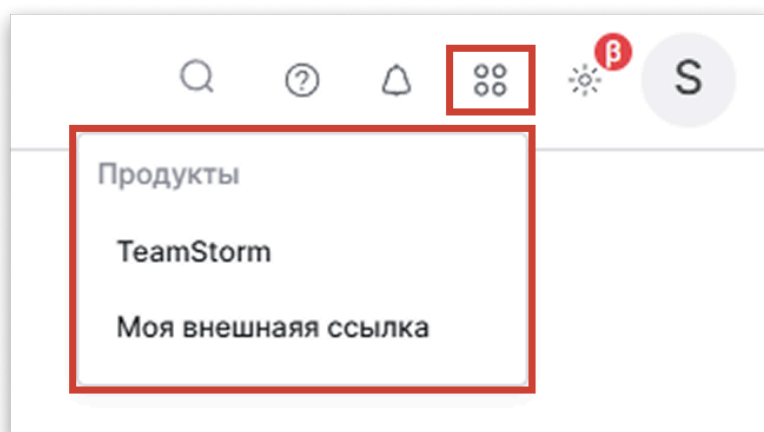 β
S
Продукты
TeamStorm
Моя внешнаяя ссылка